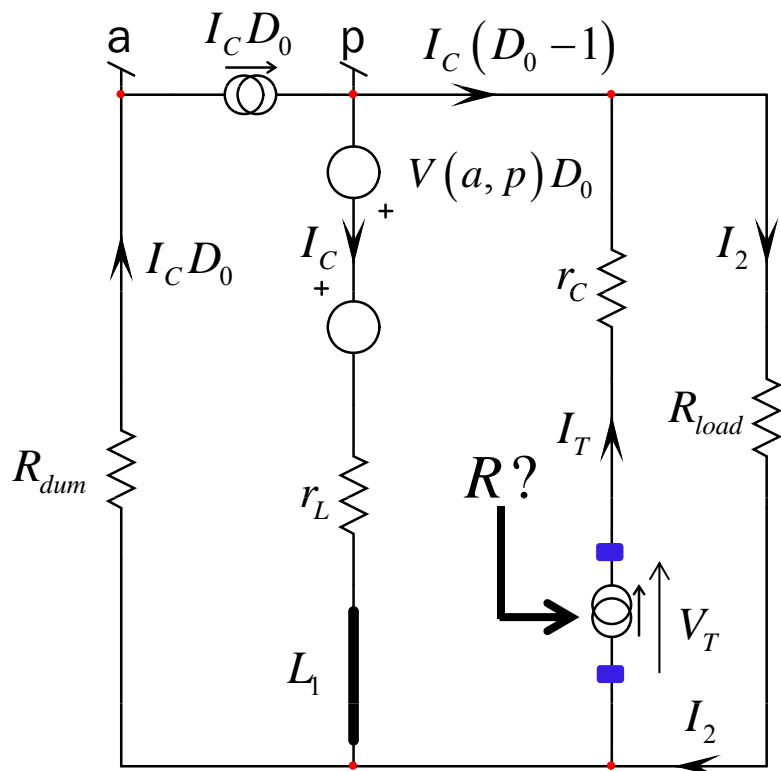 a
I_C D_0
p
I_C (D_0 − 1)
V(a, p) D_0
+
I_C
+
I_C D_0
r_C
I_2
R_dum
r_L
I_T
R_load
R ?
L_1
V_T
I_2